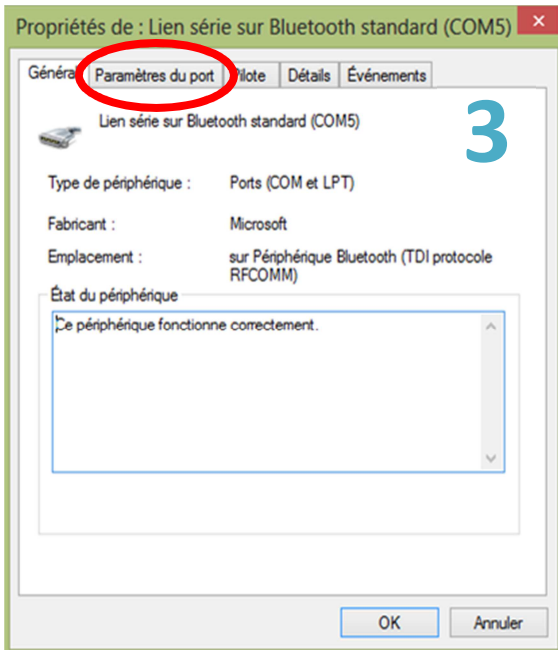 Propriétés de : Lien série sur Bluetooth standard (COM5)
Général Paramètres du port Pilote Détails Événements
3
Lien série sur Bluetooth standard (COM5)
Type de périphérique : Ports (COM et LPT)
Fabricant : Microsoft
Emplacement : sur Périphérique Bluetooth (TDI protocole
RFCOMM)
État du périphérique
Ce périphérique fonctionne correctement.
OK Annuler